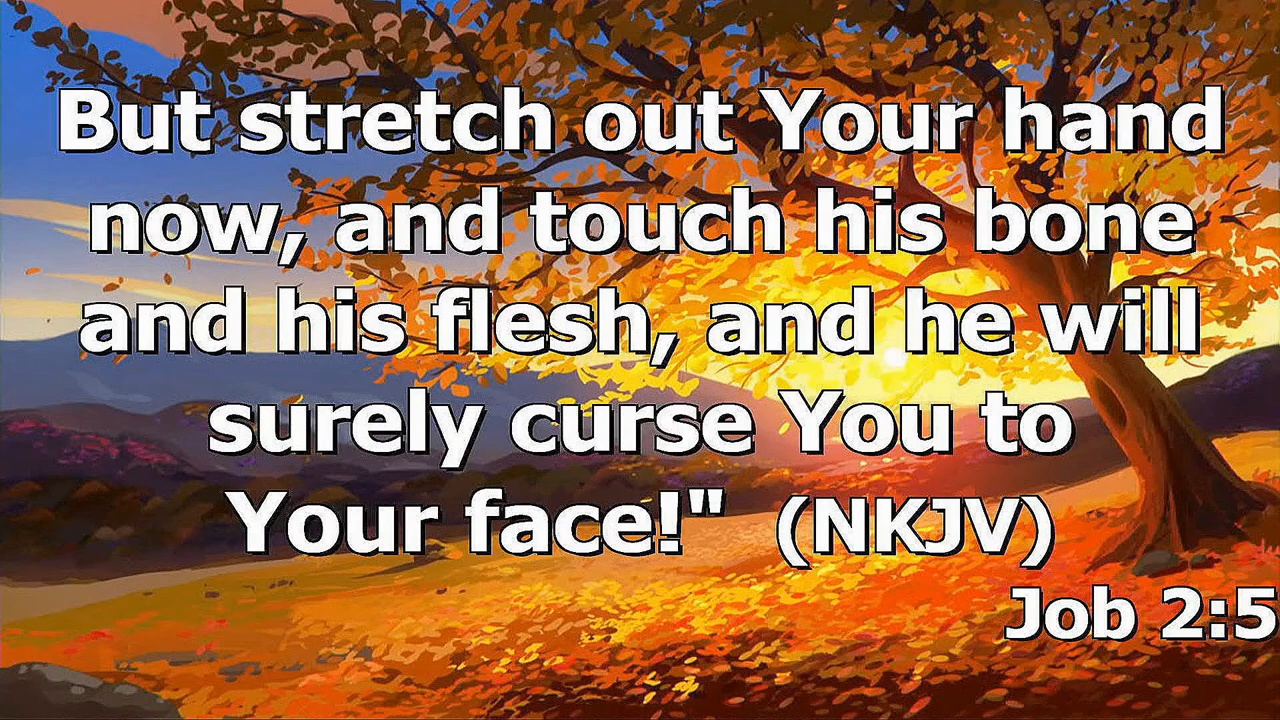 But stretch out Your hand
now, and touch his bone
and his flesh, and he will
surely curse You to
Your face!" (NKJV)
Job 2:5